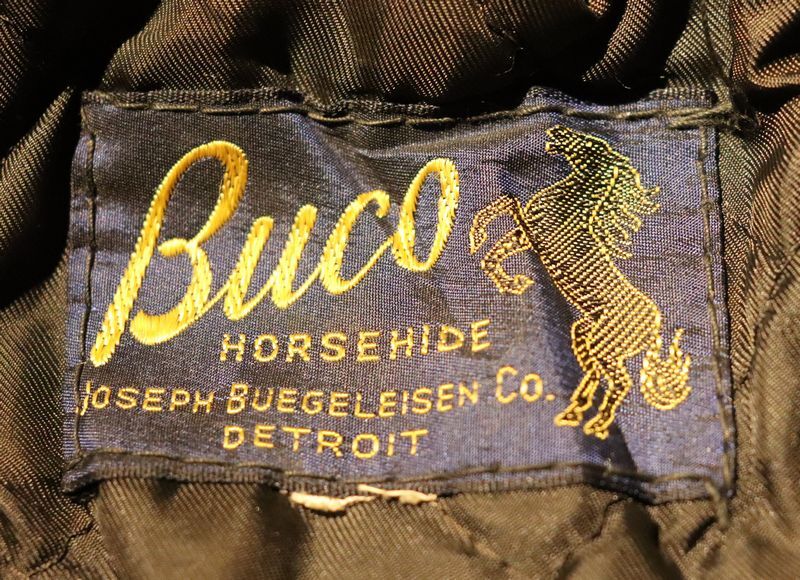 Buco
HORSEHIDE
JOSEPH BUEGELEISEN CO.
DETROIT